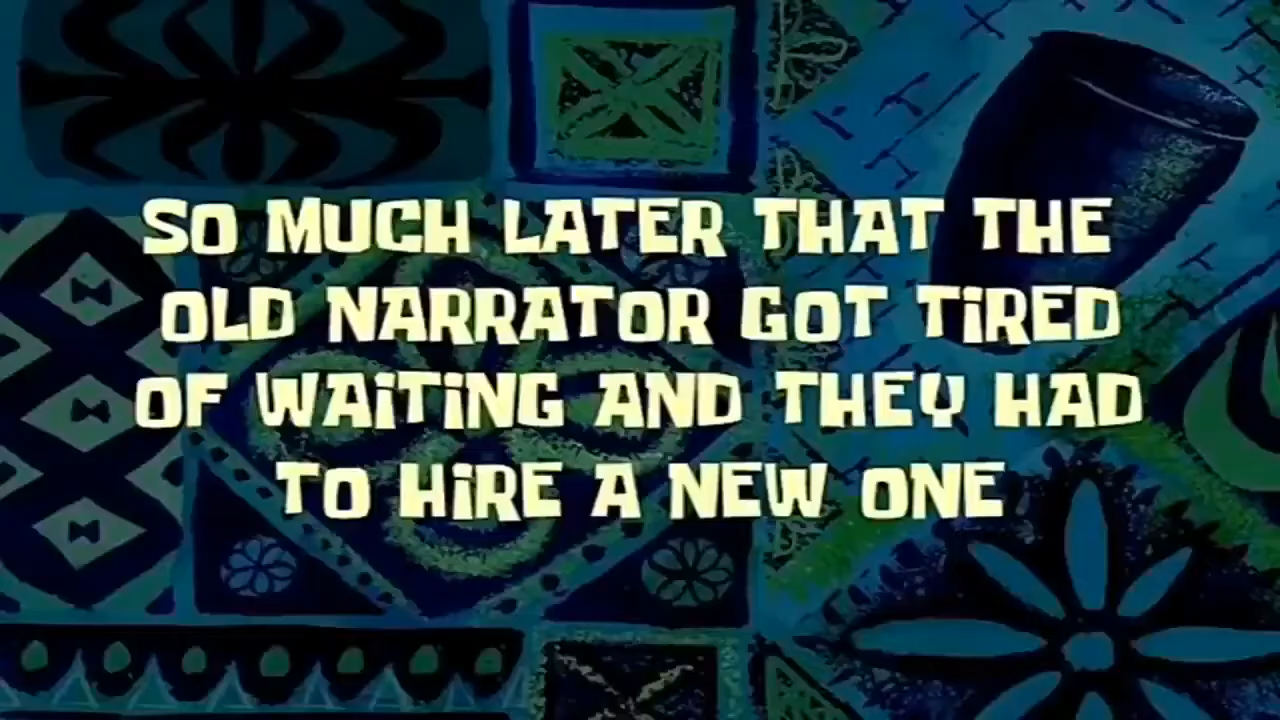 SO MUCH LATER THAT THE
OLD NARRATOR GOT TiRED
OF WAiTiNG AND THEY HAD
TO HiRE A NEW ONE